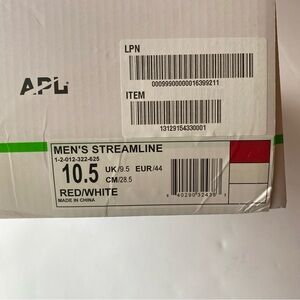 APL
LPN
00099900000016399211
ITEM
13129154330001
MEN'S STREAMLINE
1-2-012-322-625
10.5 UK/9.5 EUR/44
CM/28.5
RED/WHITE
MADE IN CHINA